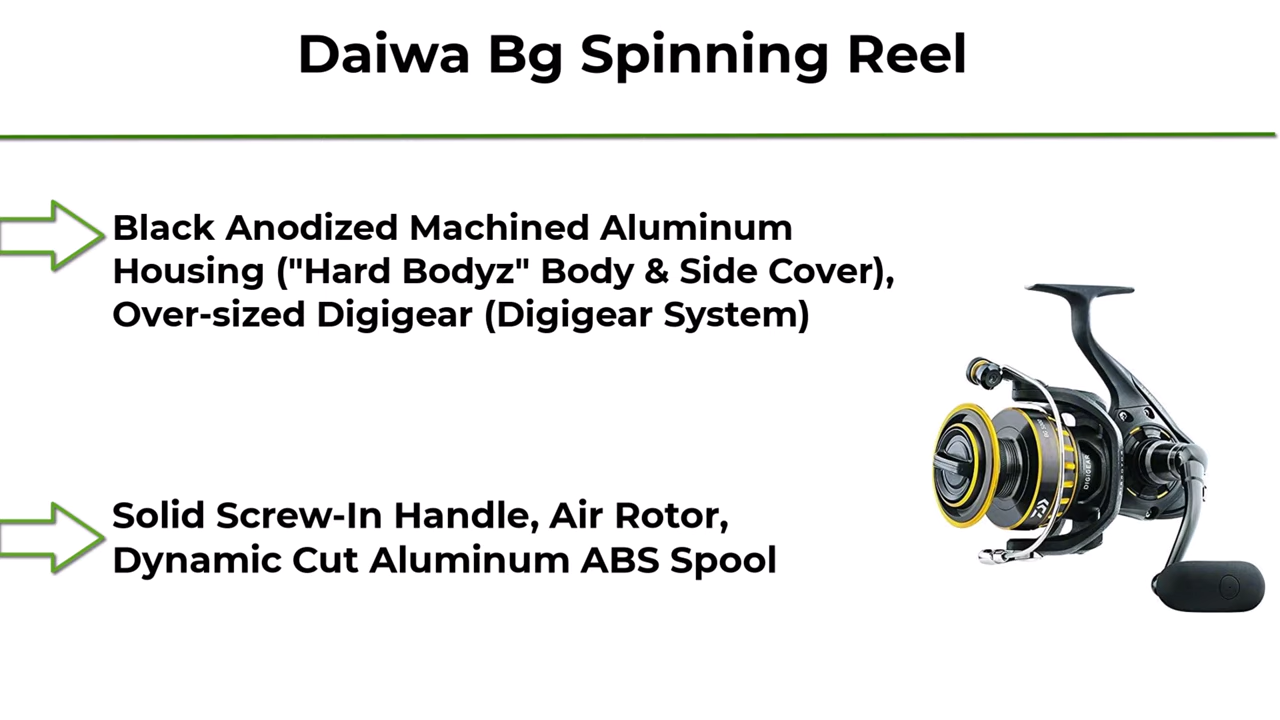 Daiwa Bg Spinning Reel
Black Anodized Machined Aluminum
Housing ("Hard Bodyz" Body & Side Cover),
Over-sized Digigear (Digigear System)
Solid Screw-In Handle, Air Rotor,
Dynamic Cut Aluminum ABS Spool
DIGIGEAR